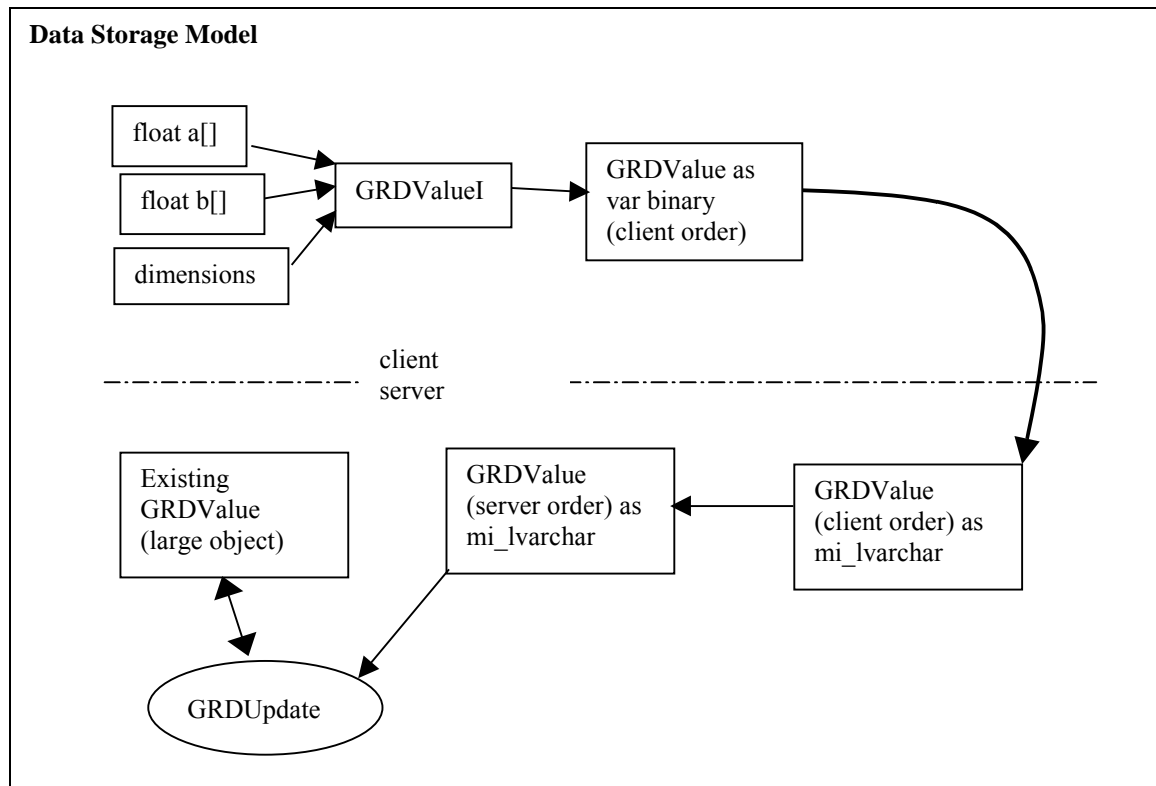 Data Storage Model
float a[]
float b[]
dimensions
GRDValueI
GRDValue as
var binary
(client order)
client
server
Existing
GRDValue
(large object)
GRDValue
(server order) as
mi_lvarchar
GRDValue
(client order) as
mi_lvarchar
GRDUpdate